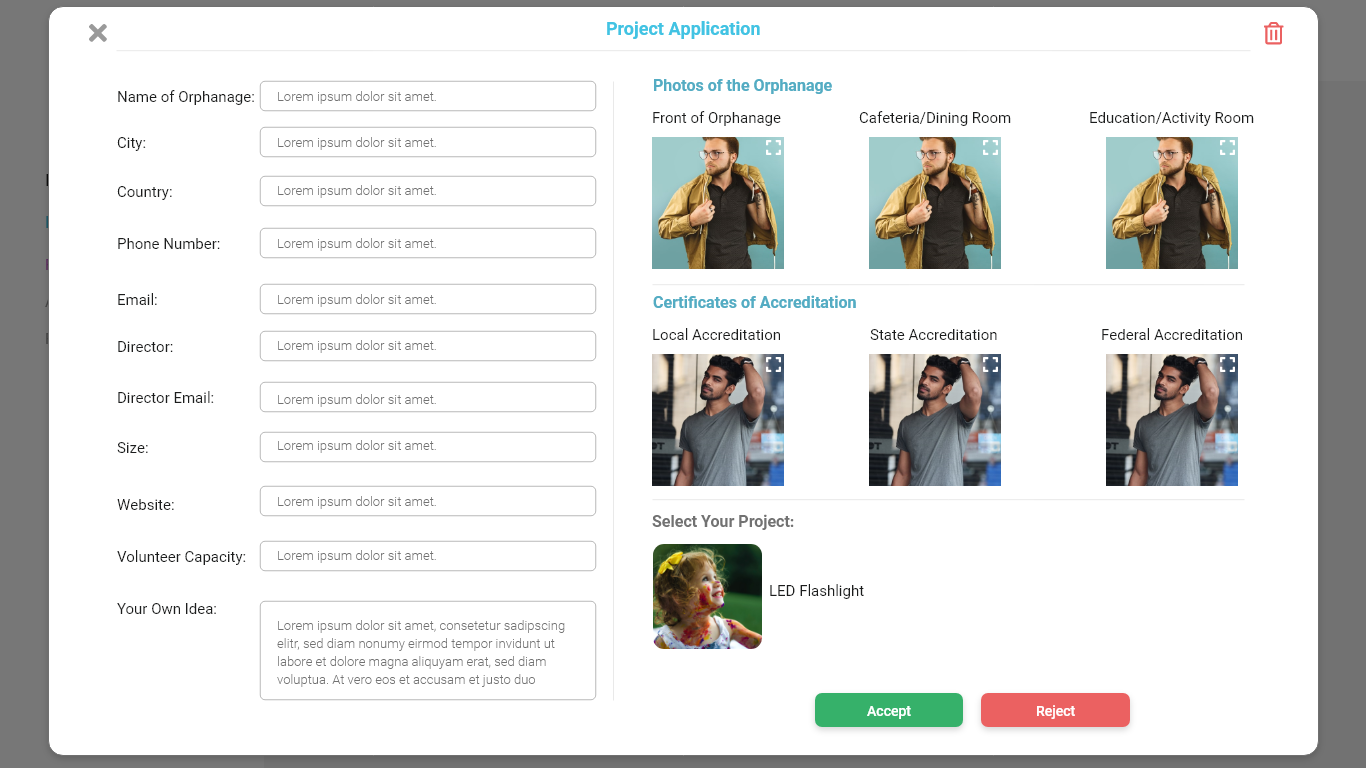 Project Application
Name of Orphanage: Lorem ipsum dolor sit amet.
City: Lorem ipsum dolor sit amet.
Country: Lorem ipsum dolor sit amet.
Phone Number: Lorem ipsum dolor sit amet.
Email: Lorem ipsum dolor sit amet.
Director: Lorem ipsum dolor sit amet.
Director Email: Lorem ipsum dolor sit amet.
Size: Lorem ipsum dolor sit amet.
Website: Lorem ipsum dolor sit amet.
Volunteer Capacity: Lorem ipsum dolor sit amet.
Your Own Idea:
Lorem ipsum dolor sit amet, consetetur sadipscing
elitr, sed diam nonumy eirmod tempor invidunt ut
labore et dolore magna aliquyam erat, sed diam
voluptua. At vero eos et accusam et justo duo
Photos of the Orphanage
Front of Orphanage Cafeteria/Dining Room Education/Activity Room
Certificates of Accreditation
Local Accreditation State Accreditation Federal Accreditation
Select Your Project:
LED Flashlight
Accept Reject